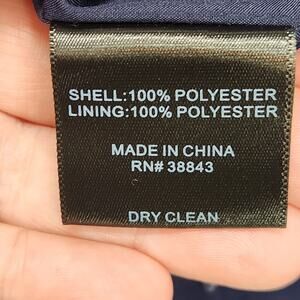 SHELL:100% POLYESTER
LINING:100% POLYESTER
MADE IN CHINA
RN# 38843
DRY CLEAN